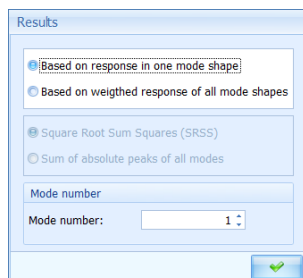 Results
Based on response in one mode shape
Based on weigthed response of all mode shapes
Square Root Sum Squares (SRSS)
Sum of absolute peaks of all modes
Mode number
Mode number: 1